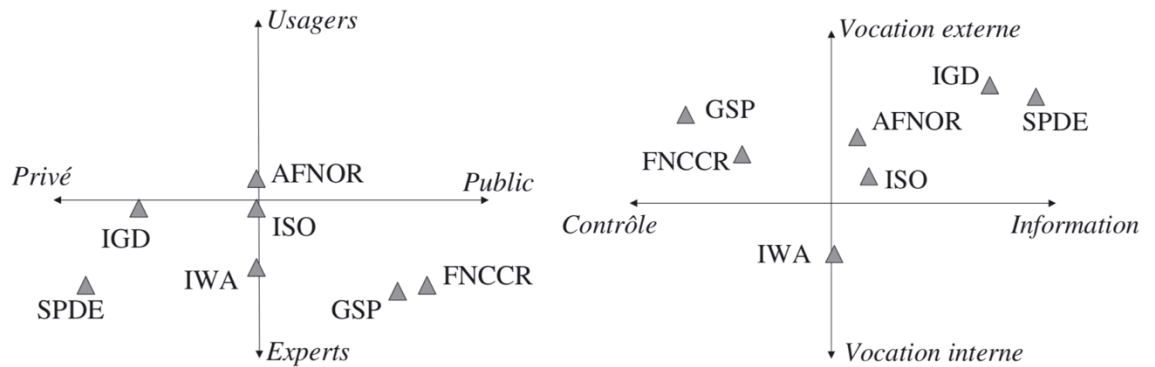 Usagers
Privé
AFNOR
Public
IGD
ISO
IWA
FNCCR
SPDE
GSP
Experts
Vocation externe
IGD
GSP
SPDE
AFNOR
FNCCR
ISO
Contrôle
Information
IWA
Vocation interne